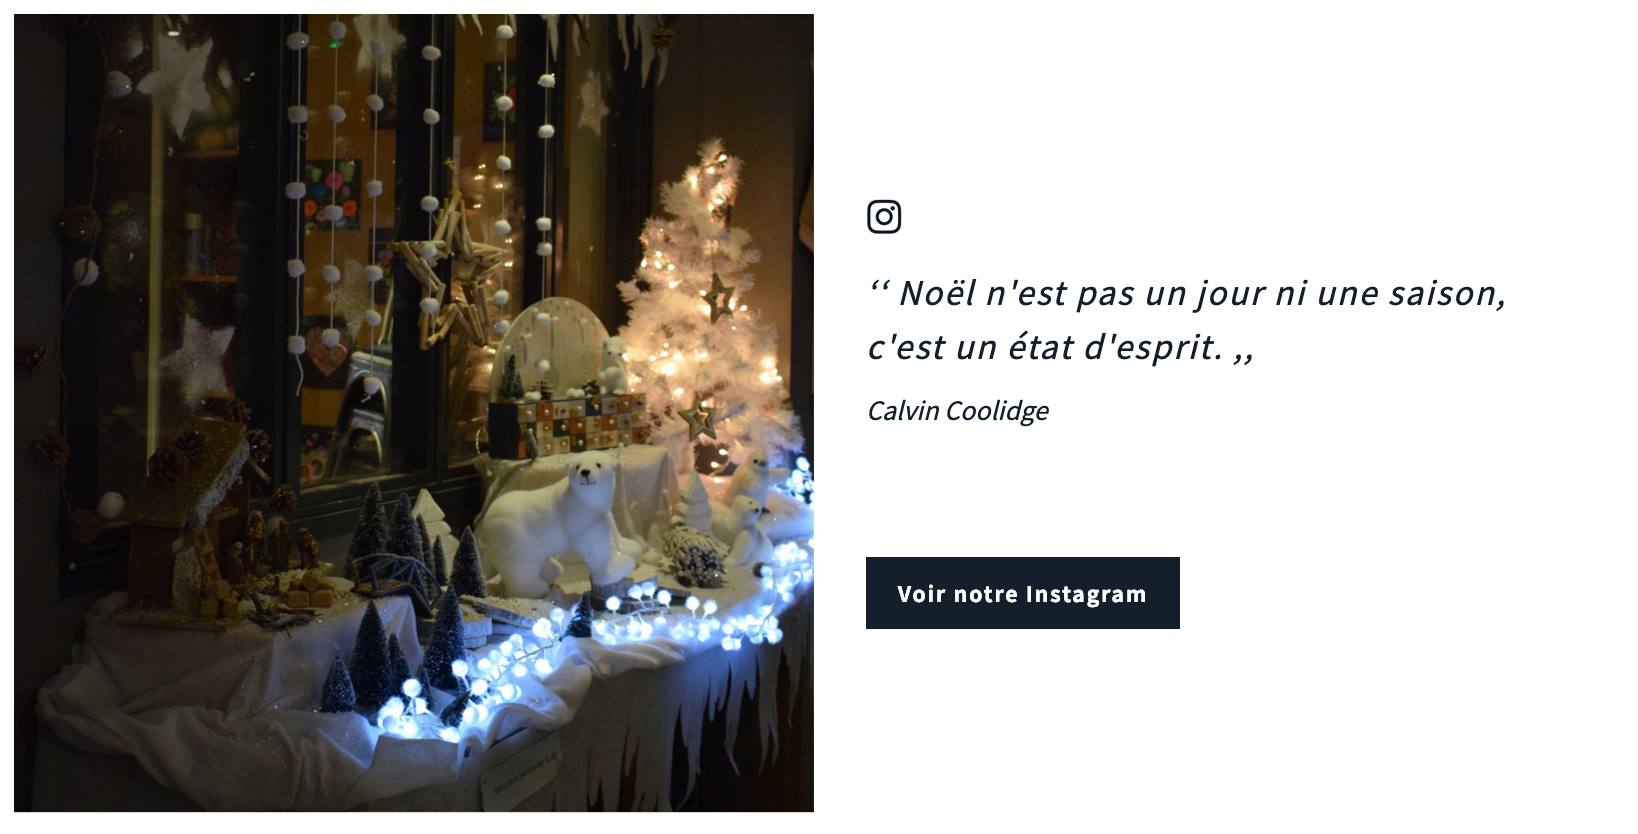 ‘‘ Noël n'est pas un jour ni une saison,
c'est un état d'esprit. ,,
Calvin Coolidge
Voir notre Instagram